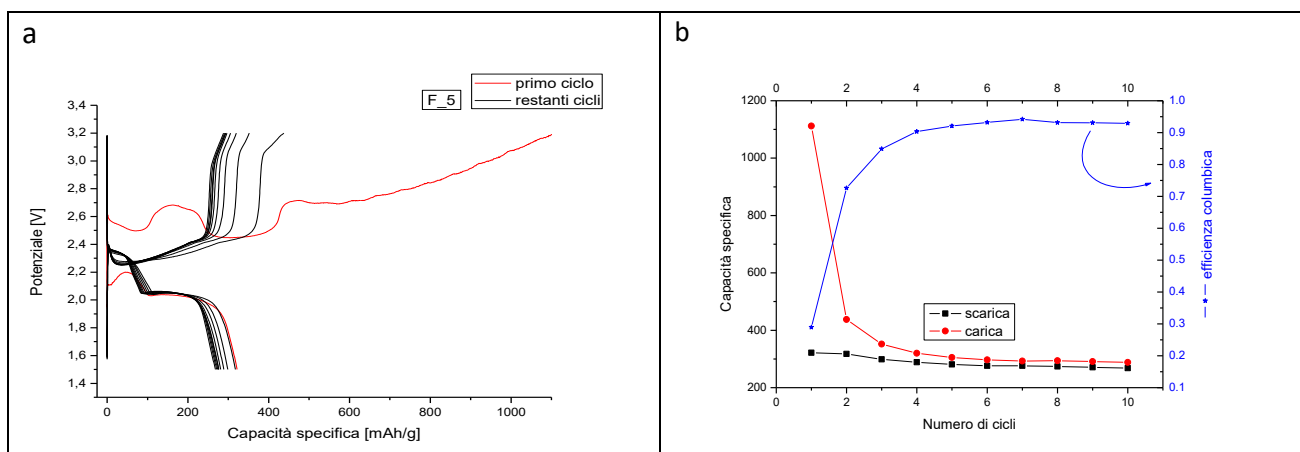 a
primo ciclo
F_5
restanti cicli
3,4
3,2
3,0
2,8
2,6
2,4
2,2
2,0
1,8
1,6
1,4
Potenziale [V]
0 200 400 600 800 1000
Capacità specifica [mAh/g]
b
0 2 4 6 8 10
1200
1000
800
600
400
200
Capacità specifica
1.0
0.9
0.8
0.7
0.6
0.5
0.4
0.3
0.2
0.1
efficienza columbica
scarica
carica
0 2 4 6 8 10
Numero di cicli